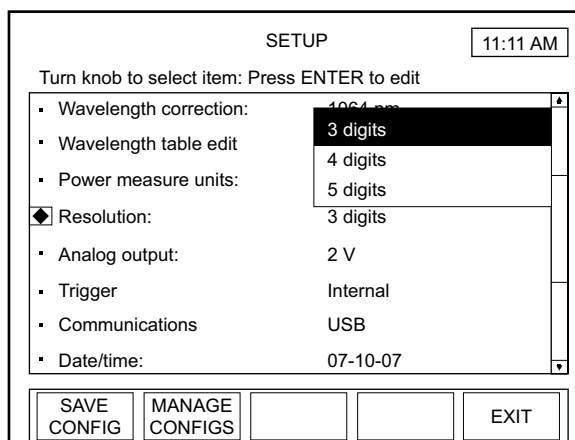 SETUP
11:11 AM
Turn knob to select item: Press ENTER to edit
Wavelength correction:
3 digits
Wavelength table edit
4 digits
Power measure units:
5 digits
Resolution: 3 digits
Analog output: 2 V
Trigger Internal
Communications USB
Date/time: 07-10-07
SAVE CONFIG
MANAGE CONFIGS
EXIT